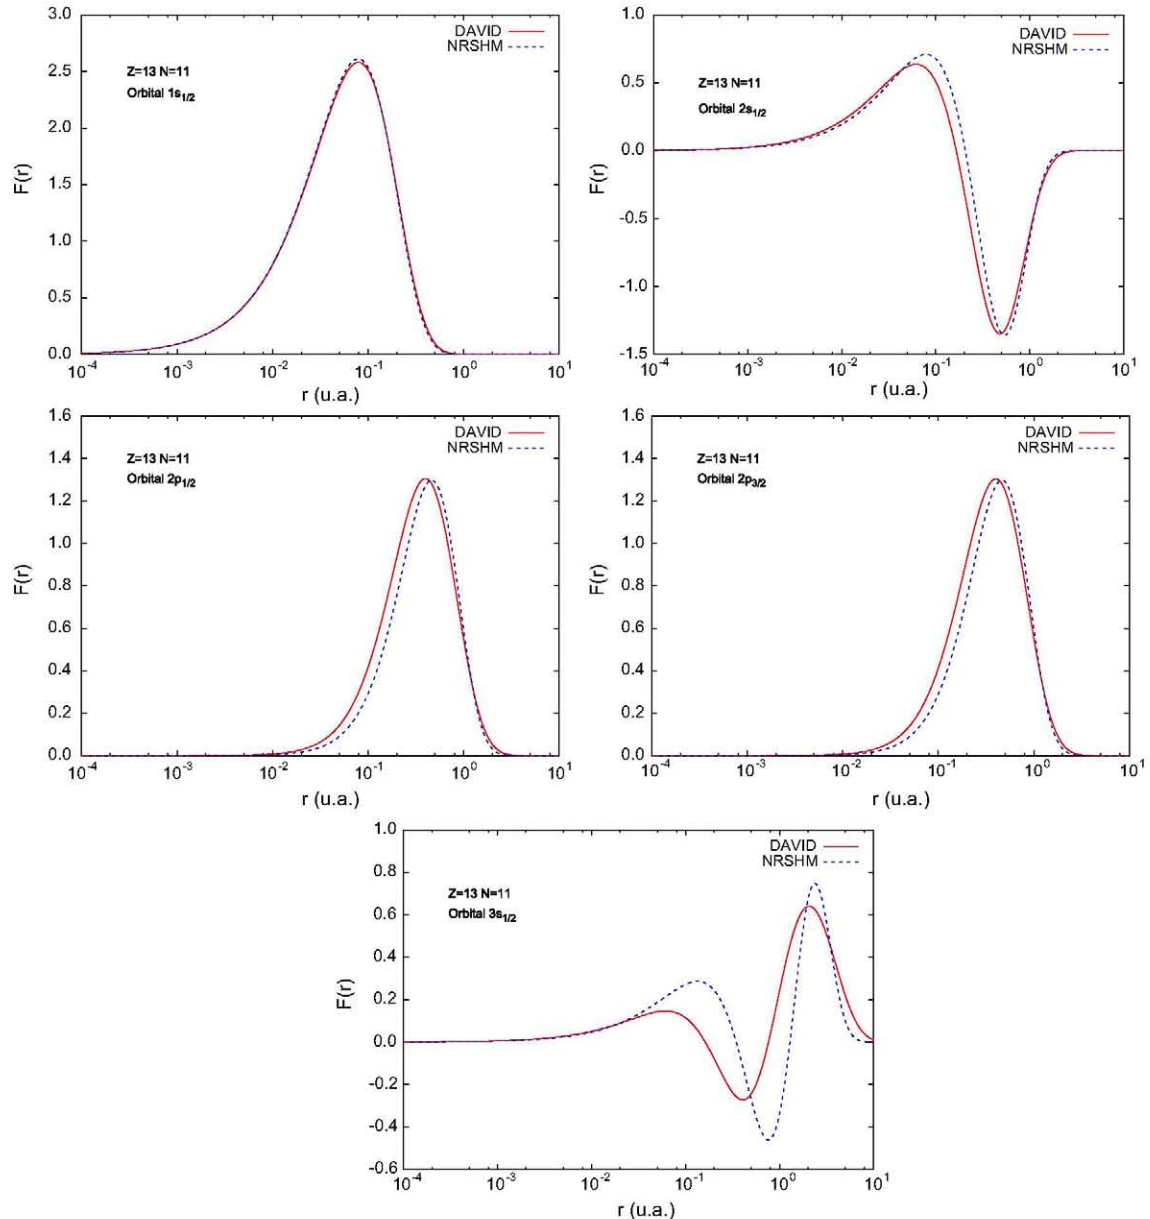 3.0
2.5
2.0
1.5
1.0
0.5
0.0
F(r)
DAVID
NRSHM
Z=13 N=11
Orbital 1s1/2
10-4 10-3 10-2 10-1 100 101
r (u.a.)
1.0
0.5
0.0
-0.5
-1.0
-1.5
F(r)
DAVID
NRSHM
Z=13 N=11
Orbital 2s1/2
10-4 10-3 10-2 10-1 100 101
r (u.a.)
1.6
1.4
1.2
1.0
0.8
0.6
0.4
0.2
0.0
F(r)
DAVID
NRSHM
Z=13 N=11
Orbital 2p1/2
10-4 10-3 10-2 10-1 100 101
r (u.a.)
1.6
1.4
1.2
1.0
0.8
0.6
0.4
0.2
0.0
F(r)
DAVID
NRSHM
Z=13 N=11
Orbital 2p3/2
10-4 10-3 10-2 10-1 100 101
r (u.a.)
1.0
0.8
0.6
0.4
0.2
0.0
-0.2
-0.4
-0.6
F(r)
DAVID
NRSHM
Z=13 N=11
Orbital 3s1/2
10-4 10-3 10-2 10-1 100 101
r (u.a.)